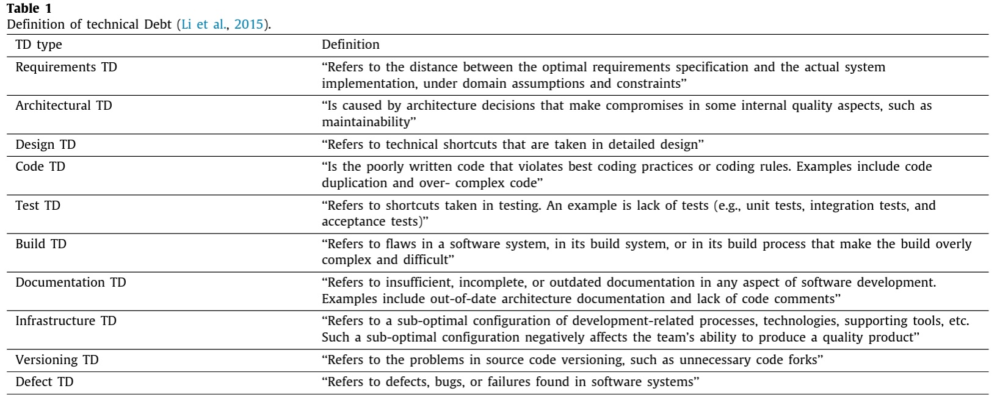 Table 1
Definition of technical Debt (Li et al., 2015).
TD type Definition
Requirements TD “Refers to the distance between the optimal requirements specification and the actual system
implementation, under domain assumptions and constraints”
Architectural TD “Is caused by architecture decisions that make compromises in some internal quality aspects, such as
maintainability”
Design TD “Refers to technical shortcuts that are taken in detailed design”
Code TD “Is the poorly written code that violates best coding practices or coding rules. Examples include code
duplication and over- complex code”
Test TD “Refers to shortcuts taken in testing. An example is lack of tests (e.g., unit tests, integration tests, and
acceptance tests)”
Build TD “Refers to flaws in a software system, in its build system, or in its build process that make the build overly
complex and difficult”
Documentation TD “Refers to insufficient, incomplete, or outdated documentation in any aspect of software development.
Examples include out-of-date architecture documentation and lack of code comments”
Infrastructure TD “Refers to a sub-optimal configuration of development-related processes, technologies, supporting tools, etc.
Such a sub-optimal configuration negatively affects the team’s ability to produce a quality product”
Versioning TD “Refers to the problems in source code versioning, such as unnecessary code forks”
Defect TD “Refers to defects, bugs, or failures found in software systems”